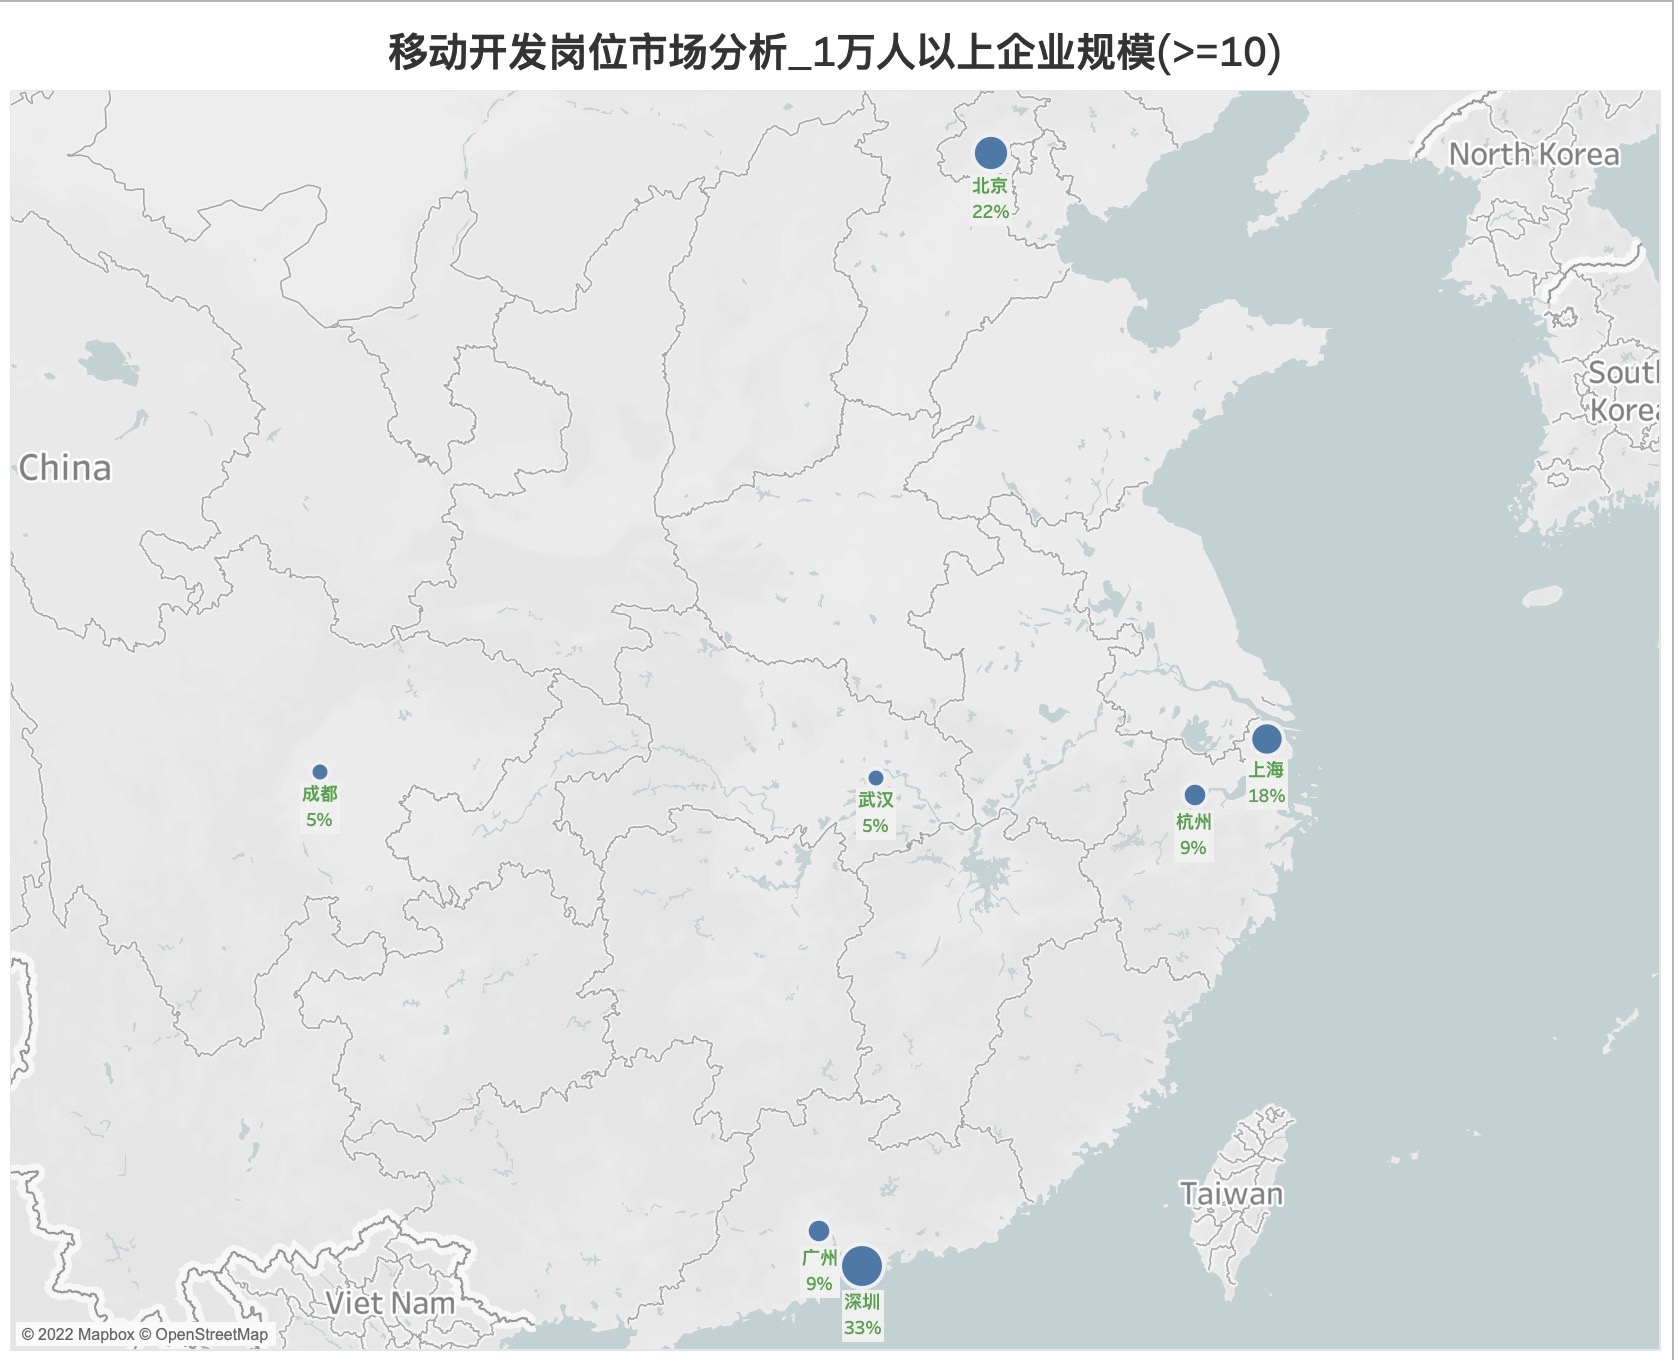 移动开发岗位市场分析_1万人以上企业规模(>=10)
北京
22%
North Korea
South
Korea
China
上海
18%
成都
5%
武汉
5%
杭州
9%
Taiwan
广州
9%
深圳
33%
Viet Nam
© 2022 Mapbox © OpenStreetMap